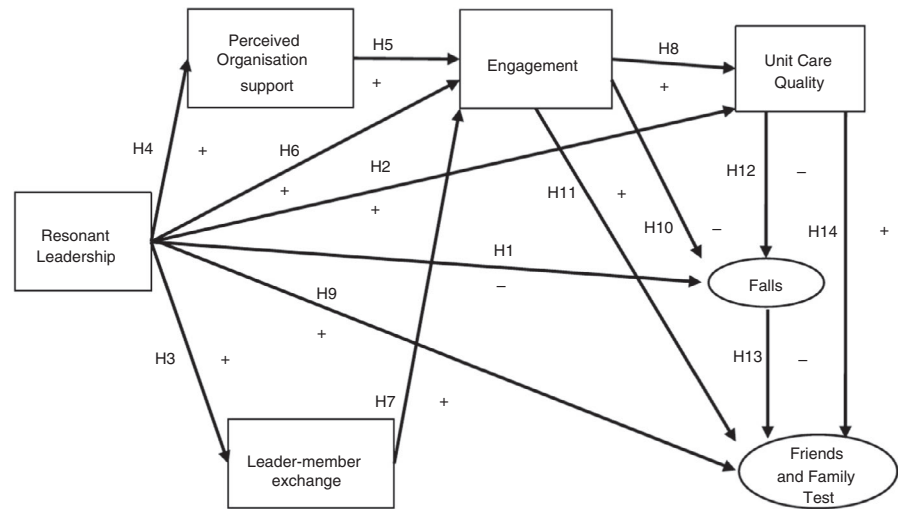 Perceived
Organisation
support
H5
+
Engagement
H8
+
Unit Care
Quality
H4
+
H6
+
H2
+
H11
+
H10
–
H12
–
H14
+
Resonant
Leadership
H1
–
Falls
H9
+
H3
+
H7
+
H13
–
Leader-member
exchange
Friends
and Family
Test